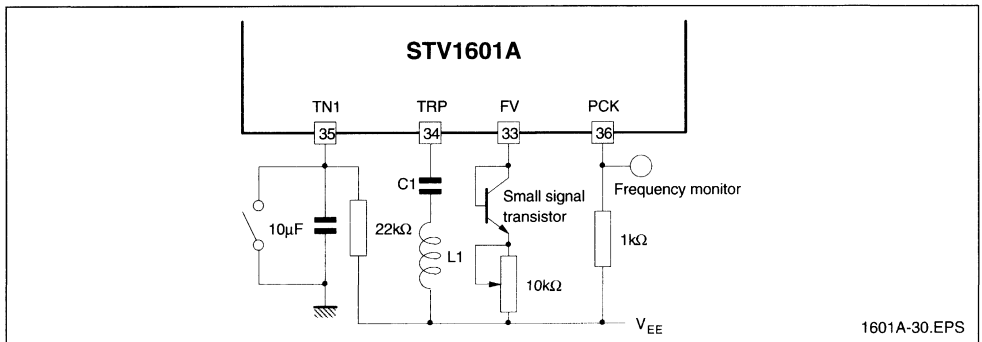 STV1601A
TN1 TRP FV PCK
35 34 33 36
C1
Small signal
transistor
Frequency monitor
10µF
22kΩ
L1
10kΩ
1kΩ
VEE
1601A-30.EPS